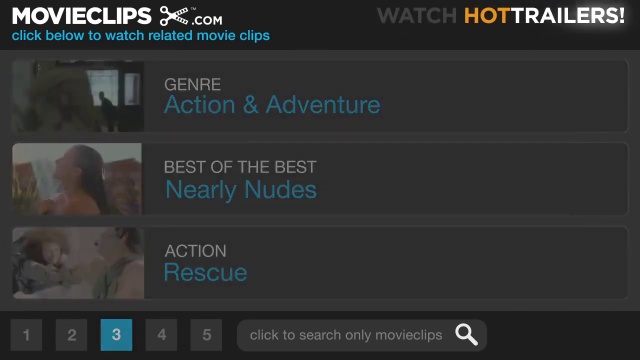 MOVIECLIPS .COM
WATCH HOTTRAILERS!
click below to watch related movie clips
GENRE
Action & Adventure
BEST OF THE BEST
Nearly Nudes
ACTION
Rescue
1 2 3 4 5
click to search only movieclips